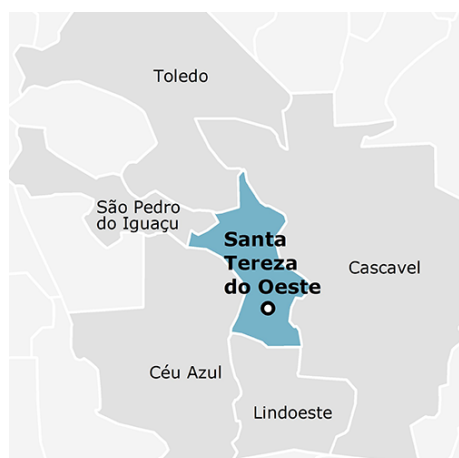 Toledo
São Pedro
do Iguaçu
Santa
Tereza
do Oeste
Cascavel
Céu Azul
Lindoeste